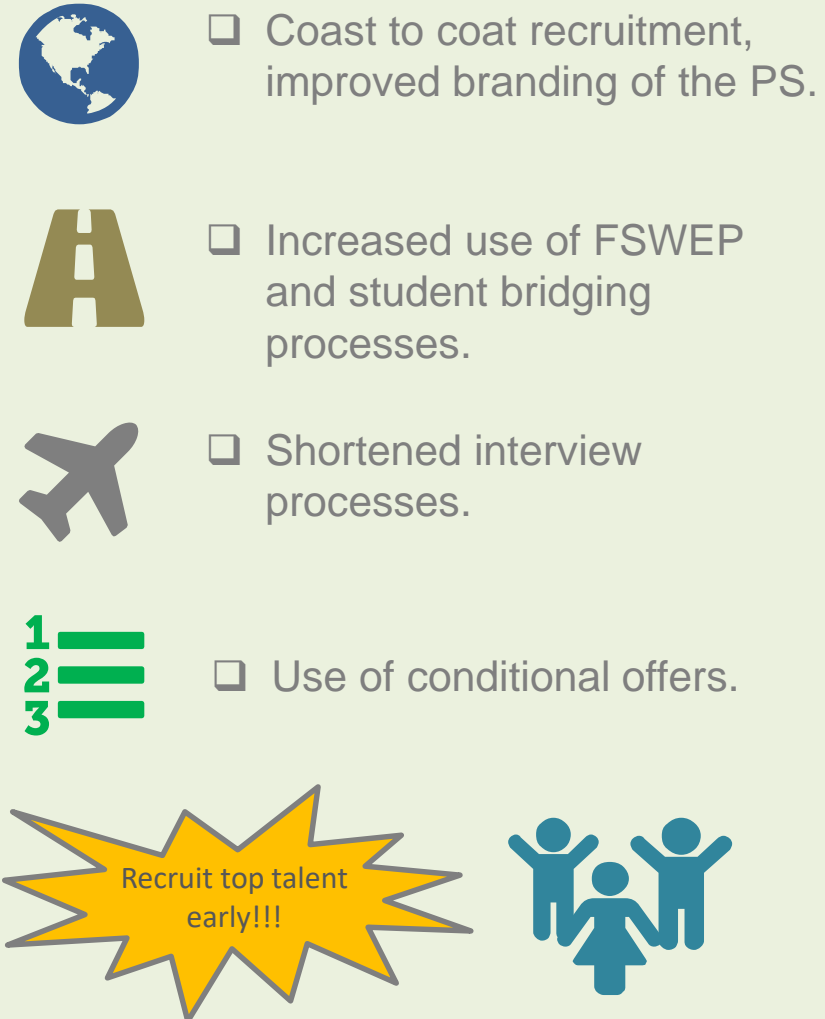 ❑ Coast to coat recruitment,
improved branding of the PS.
❑ Increased use of FSWEP
and student bridging
processes.
❑ Shortened interview
processes.
1
2
3
❑ Use of conditional offers.
Recruit top talent
early!!!